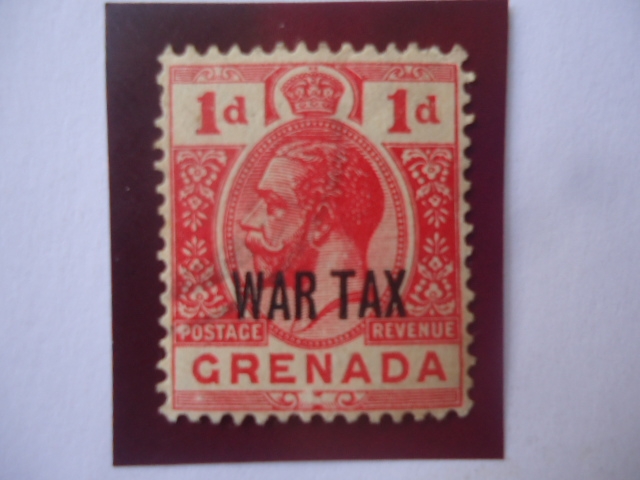 1d 1d
WAR TAX
POSTAGE REVENUE
GRENADA